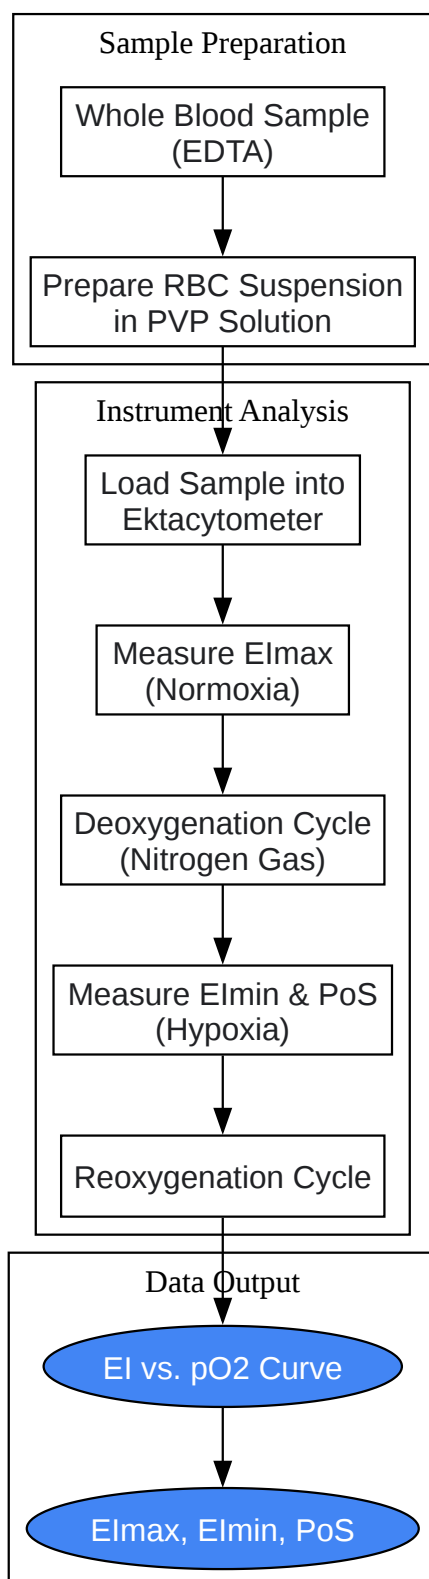 Sample Preparation
Whole Blood Sample
(EDTA)
Prepare RBC Suspension
in PVP Solution
Instrument Analysis
Load Sample into
Ektacytometer
Measure EImax
(Normoxia)
Deoxygenation Cycle
(Nitrogen Gas)
Measure EImin & PoS
(Hypoxia)
Reoxygenation Cycle
Data Output
EI vs. pO2 Curve
EImax, EImin, PoS